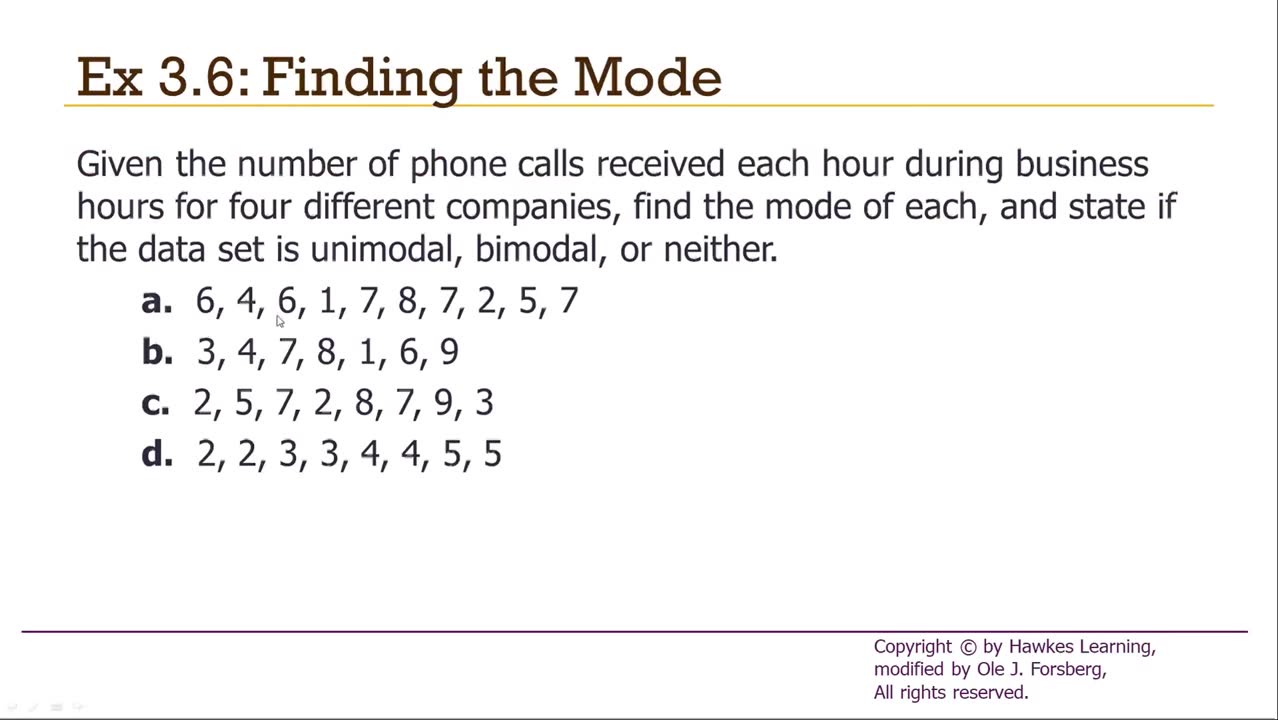 Ex 3.6: Finding the Mode
Given the number of phone calls received each hour during business
hours for four different companies, find the mode of each, and state if
the data set is unimodal, bimodal, or neither.
a. 6, 4, 6, 1, 7, 8, 7, 2, 5, 7
b. 3, 4, 7, 8, 1, 6, 9
c. 2, 5, 7, 2, 8, 7, 9, 3
d. 2, 2, 3, 3, 4, 4, 5, 5
Copyright © by Hawkes Learning,
modified by Ole J. Forsberg,
All rights reserved.